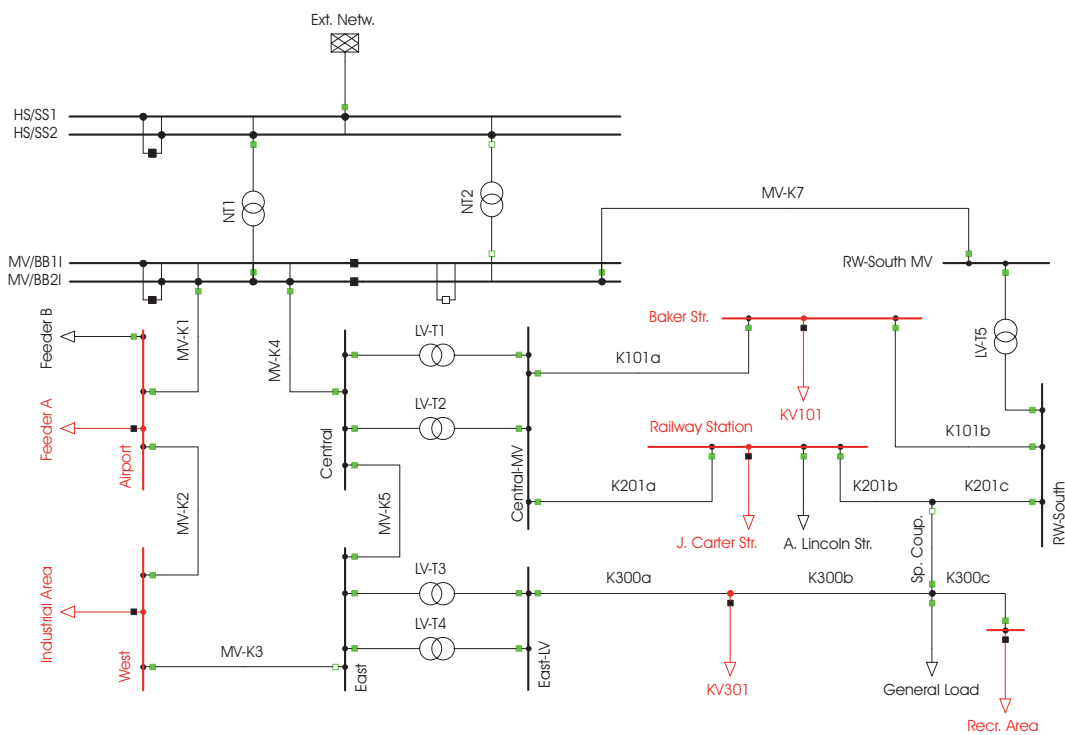 Ext. Netw.
HS/SS1
HS/SS2
NT1
NT2
MV-K7
MV/BB1I
MV/BB2I
RW-South MV
Feeder B
MV-K1
MV-K4
LV-T1
Baker Str.
LV-T5
K101a
Feeder A
LV-T2
KV101
Railway Station
K101b
Airport
Central
Central-MV
MV-K2
MV-K5
K201a
K201b
K201c
RW-South
J. Carter Str.
A. Lincoln Str.
Sp. Coup.
LV-T3
K300a
K300b
K300c
Industrial Area
LV-T4
West
MV-K3
East
East-LV
KV301
General Load
Recr. Area